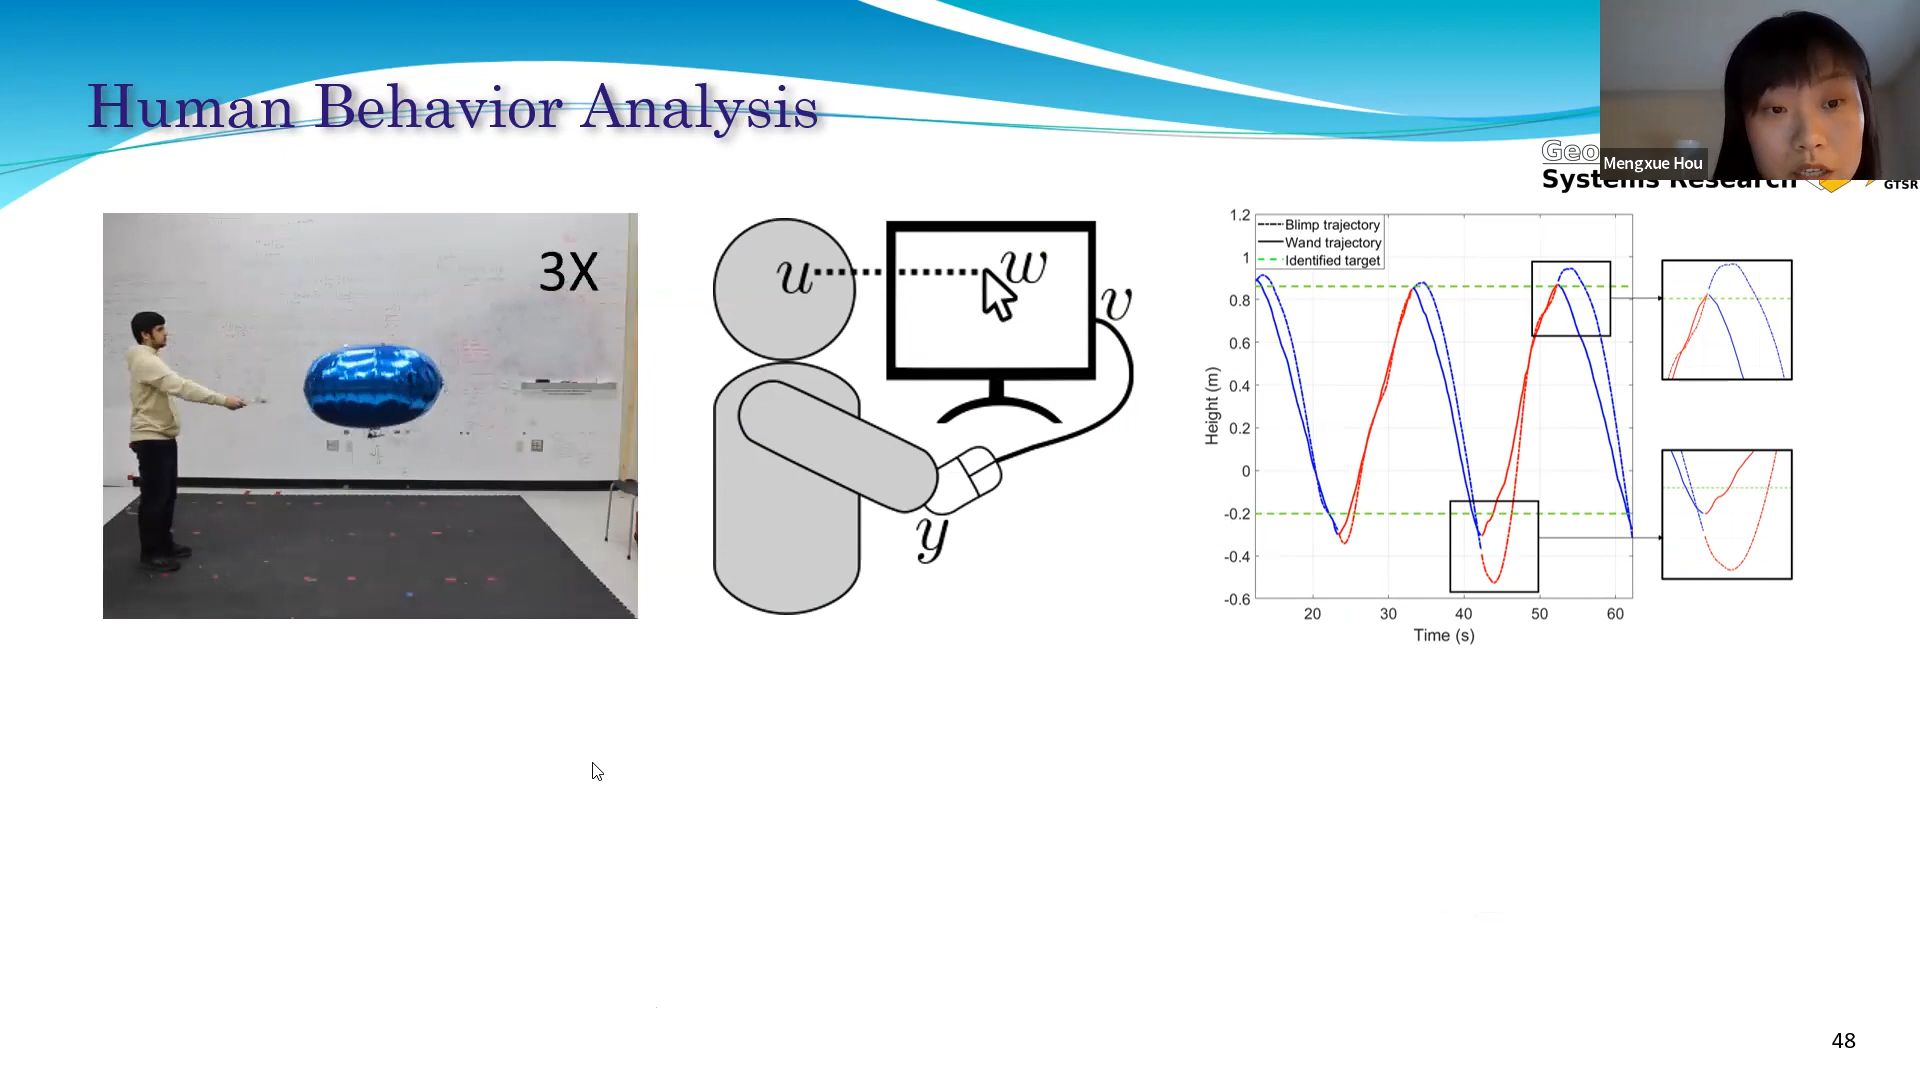 Human Behavior Analysis
Mengxue Hou
Geo
Systems Research
GTSR
3X
u
w
v
y
Blimp trajectory
Wand trajectory
Identified target
1.2
1
0.8
0.6
0.4
0.2
0
-0.2
-0.4
-0.6
Height (m)
20 30 40 50 60
Time (s)
48